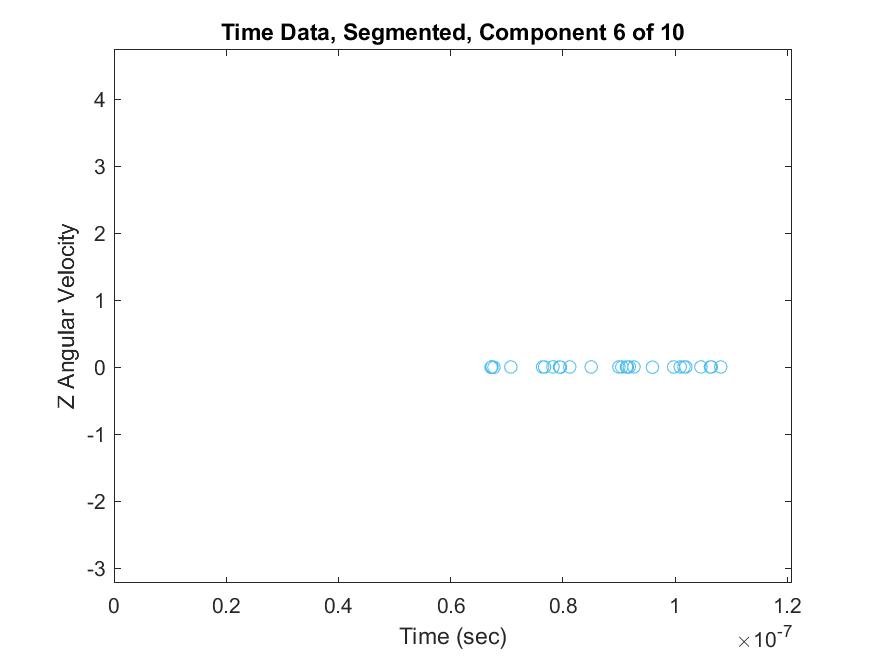 Time Data, Segmented, Component 6 of 10
4
3
2
1
0
-1
-2
-3
Z Angular Velocity
0 0.2 0.4 0.6 0.8 1 1.2
Time (sec)
×10-7